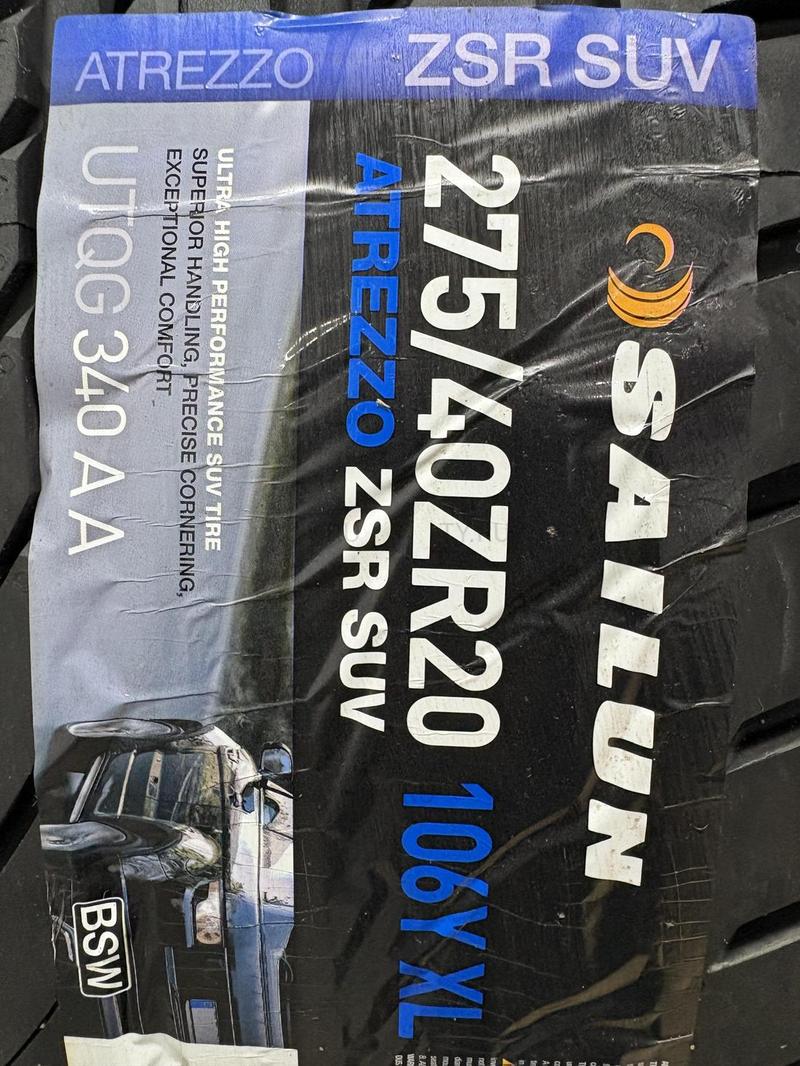 ATREZZO ZSR SUV
SAILUN
275/40ZR20 106Y XL
ATREZZO ZSR SUV
ULTRA HIGH PERFORMANCE SUV TIRE
SUPERIOR HANDLING, PRECISE CORNERING,
EXCEPTIONAL COMFORT
UTQG 340 A A
BSW